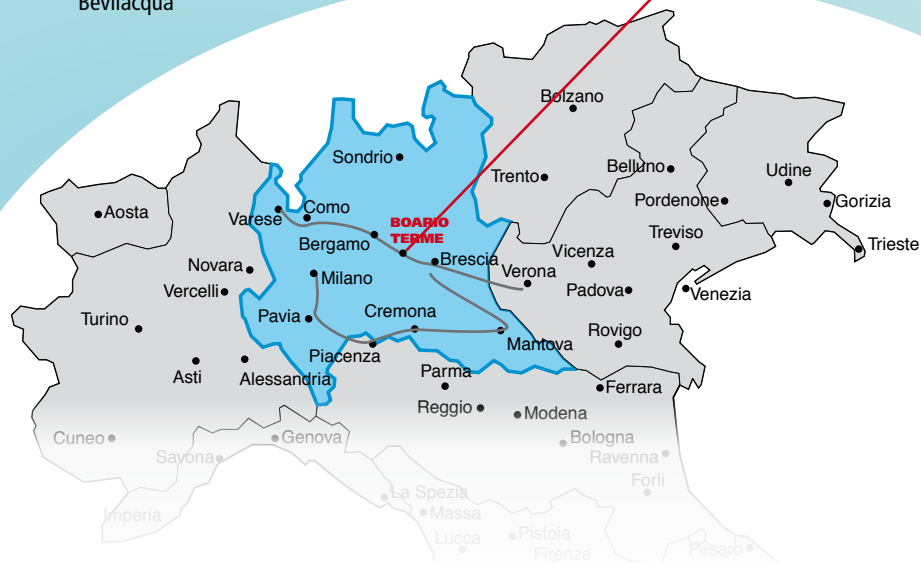 Bevilacqua
Bolzano
Sondrio
Belluno
Udine
Trento
Pordenone
Gorizia
Aosta
Varese
Como
BOARIO
TERME
Treviso
Trieste
Bergamo
Vicenza
Brescia
Novara
Milano
Verona
Vercelli
Padova
Venezia
Turino
Pavia
Cremona
Rovigo
Mantova
Piacenza
Asti
Alessandria
Parma
Ferrara
Reggio
Modena
Cuneo
Genova
Bologna
Savona
Ravenna
Forli
La Spezia
Massa
Imperia
Lucca
Pistoia
Firenze
Pesaro